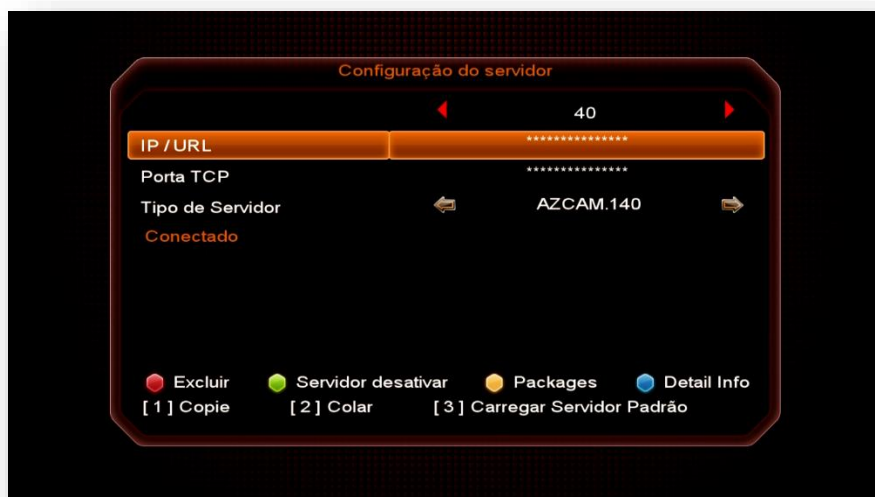 Configuração do servidor
40
IP / URL ***************
Porta TCP ***************
Tipo de Servidor AZCAM.140
Conectado
Excluir Servidor desativar Packages Detail Info
[ 1 ] Copie [ 2 ] Colar [ 3 ] Carregar Servidor Padrão